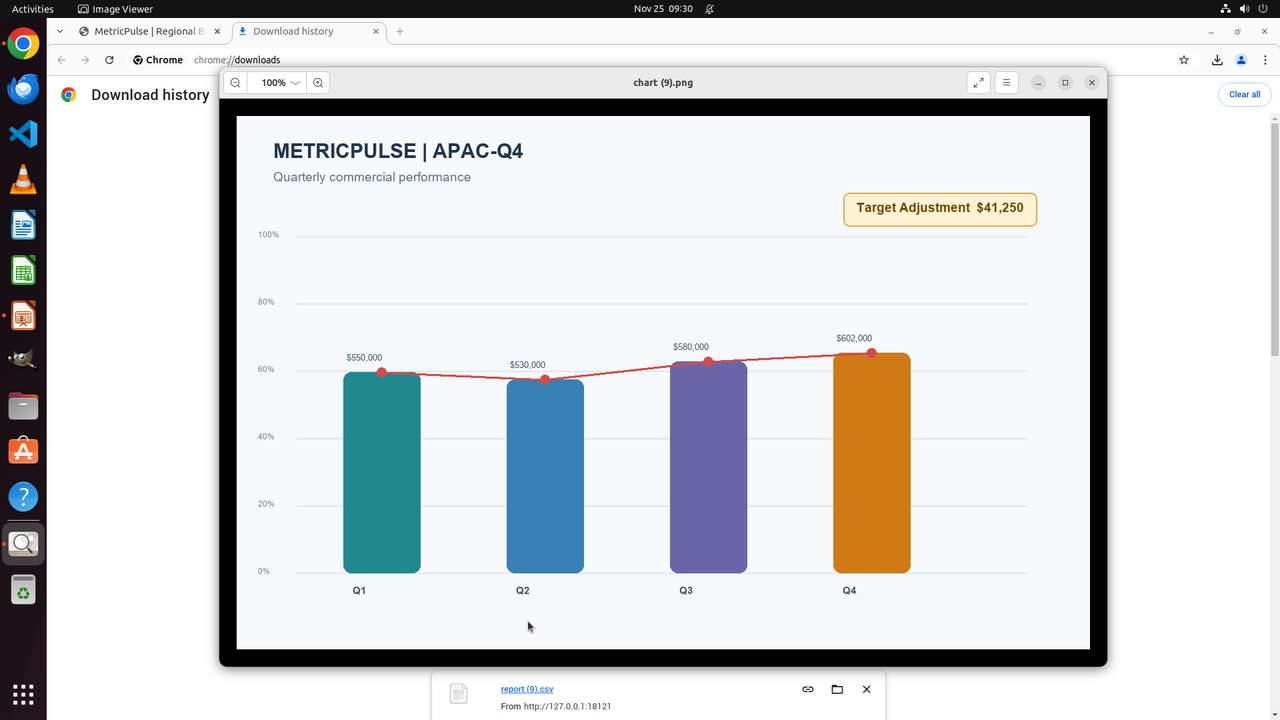 Activities
Image Viewer
Nov 25 09:30
MetricPulse | Regional B
Download history
Chrome
chrome://downloads
Download history
Clear all
100%
chart (9).png
METRICPULSE | APAC-Q4
Quarterly commercial performance
Target Adjustment $41,250
100%
80%
60%
40%
20%
0%
$550,000
$530,000
$580,000
$602,000
Q1
Q2
Q3
Q4
report (9).csv
From http://127.0.0.1:18121